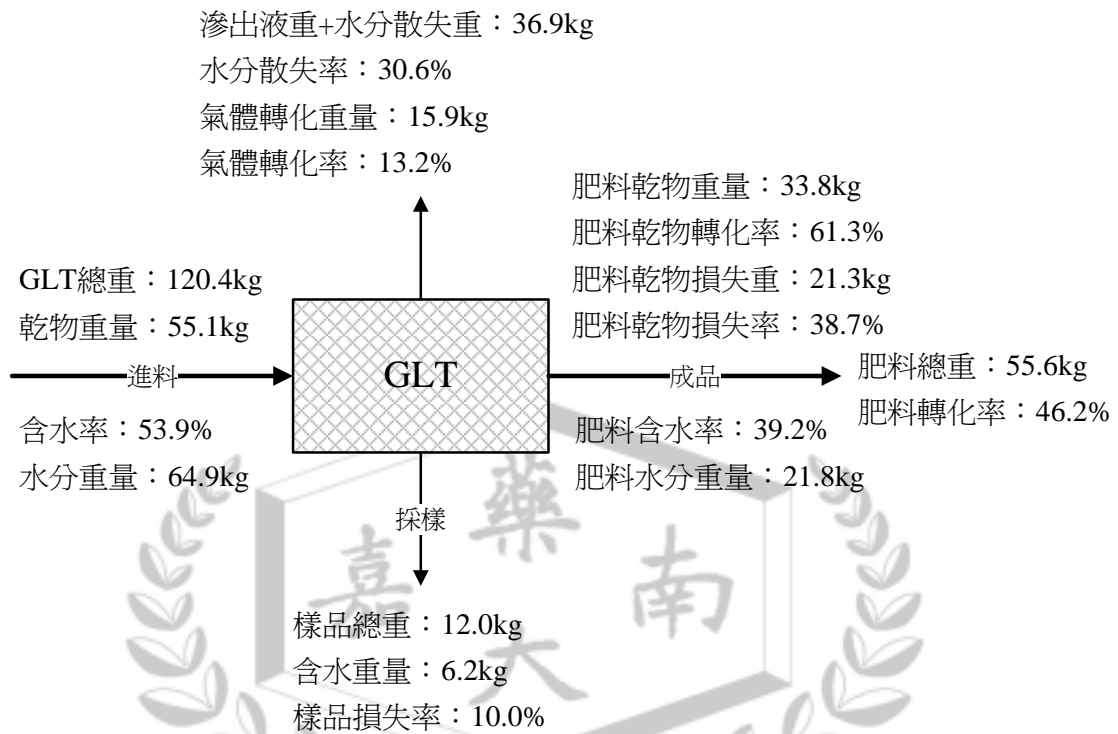 滲出液重+水分散失重：36.9kg
水分散失率：30.6%
氣體轉化重量：15.9kg
氣體轉化率：13.2%
肥料乾物重量：33.8kg
肥料乾物轉化率：61.3%
肥料乾物損失重：21.3kg
肥料乾物損失率：38.7%
GLT總重：120.4kg
乾物重量：55.1kg
進料
GLT
成品
肥料總重：55.6kg
肥料轉化率：46.2%
含水率：53.9%
水分重量：64.9kg
肥料含水率：39.2%
肥料水分重量：21.8kg
採樣
樣品總重：12.0kg
含水重量：6.2kg
樣品損失率：10.0%
嘉
藥
南
大